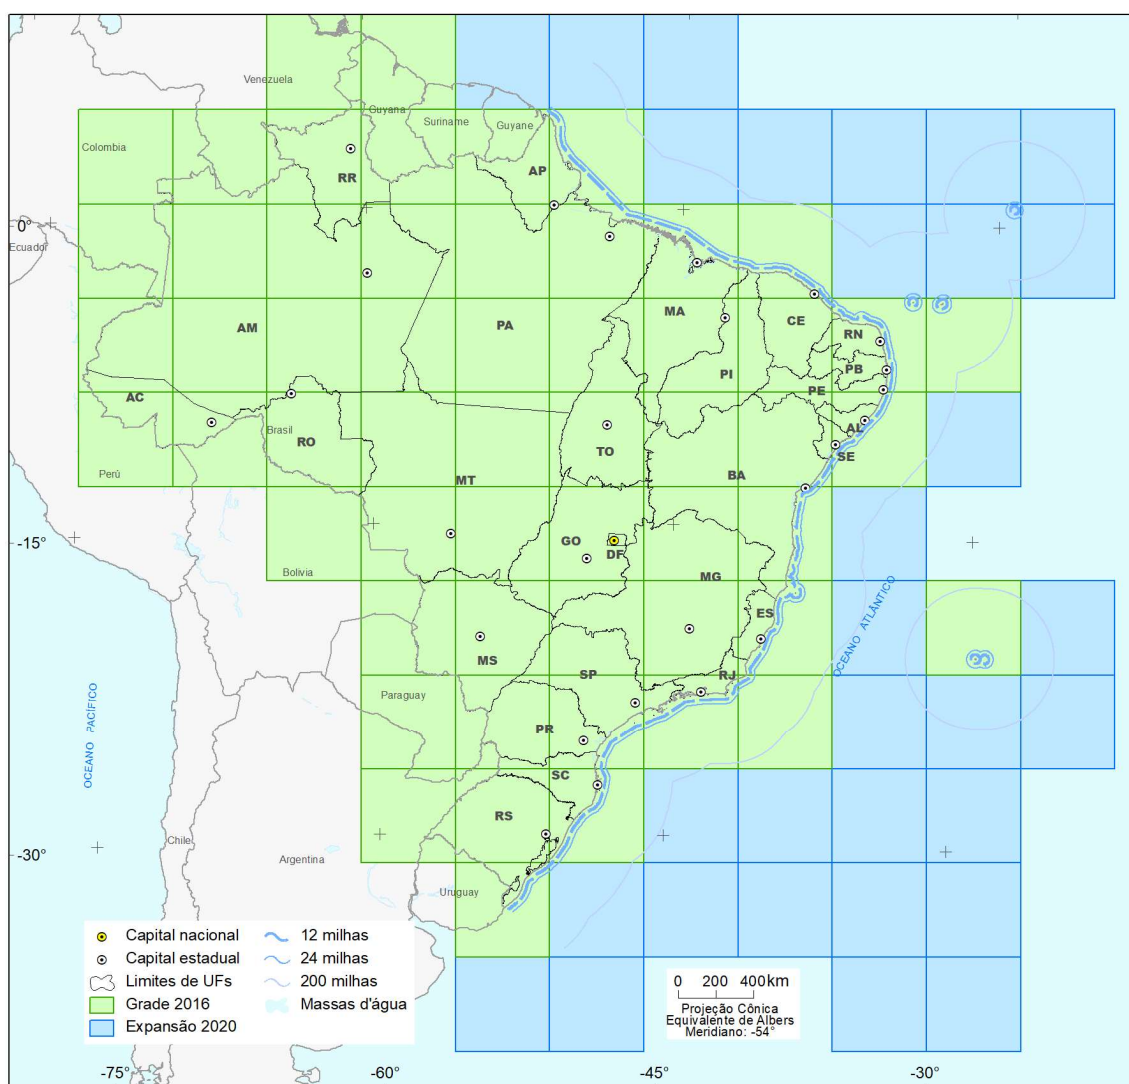 Venezuela
Guyana
Suriname
Guyane
Colombia
RR
AP
0°
Ecuador
AM
PA
MA
CE
RN
PB
PI
PE
AC
AL
Brasil
RO
TO
SE
BA
Perú
MT
GO
DF
-15°
Bolivia
MG
ES
OCEANO ATLÂNTICO
MS
SP
RJ
Paraguay
OCEANO PACÍFICO
PR
SC
RS
Chile
-30°
Argentina
Uruguay
Capital nacional
Capital estadual
Limites de UFs
Grade 2016
Expansão 2020
12 milhas
24 milhas
200 milhas
Massas d'água
0 200 400km
Projeção Cônica
Equivalente de Albers
Meridiano: -54°
-75° -60° -45° -30°